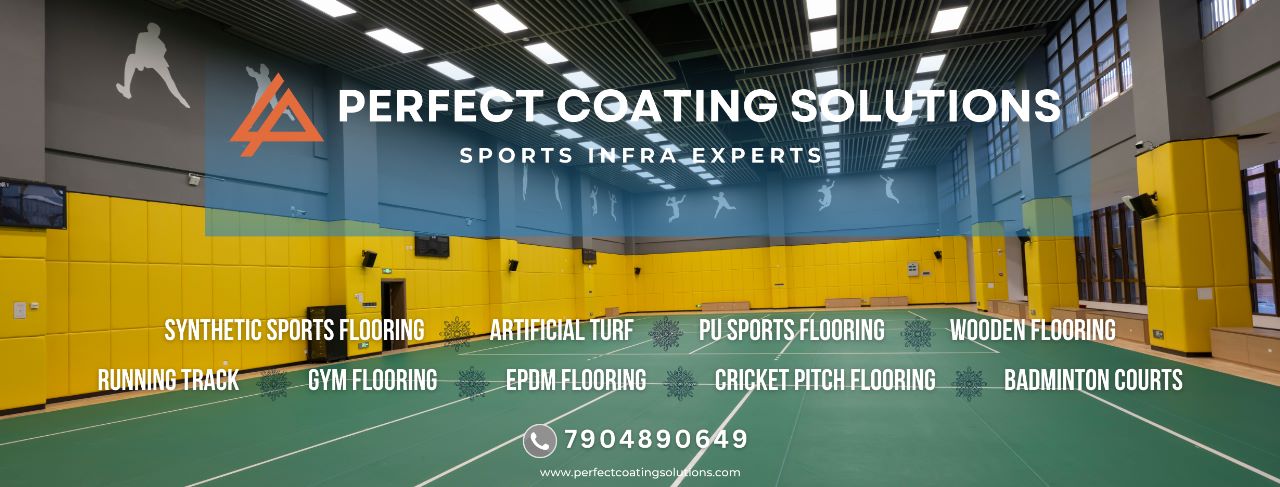 PERFECT COATING SOLUTIONS
SPORTS INFRA EXPERTS
SYNTHETIC SPORTS FLOORING ARTIFICIAL TURF PU SPORTS FLOORING WOODEN FLOORING
RUNNING TRACK GYM FLOORING EPDM FLOORING CRICKET PITCH FLOORING BADMINTON COURTS
7904890649
www.perfectcoatingsolutions.com